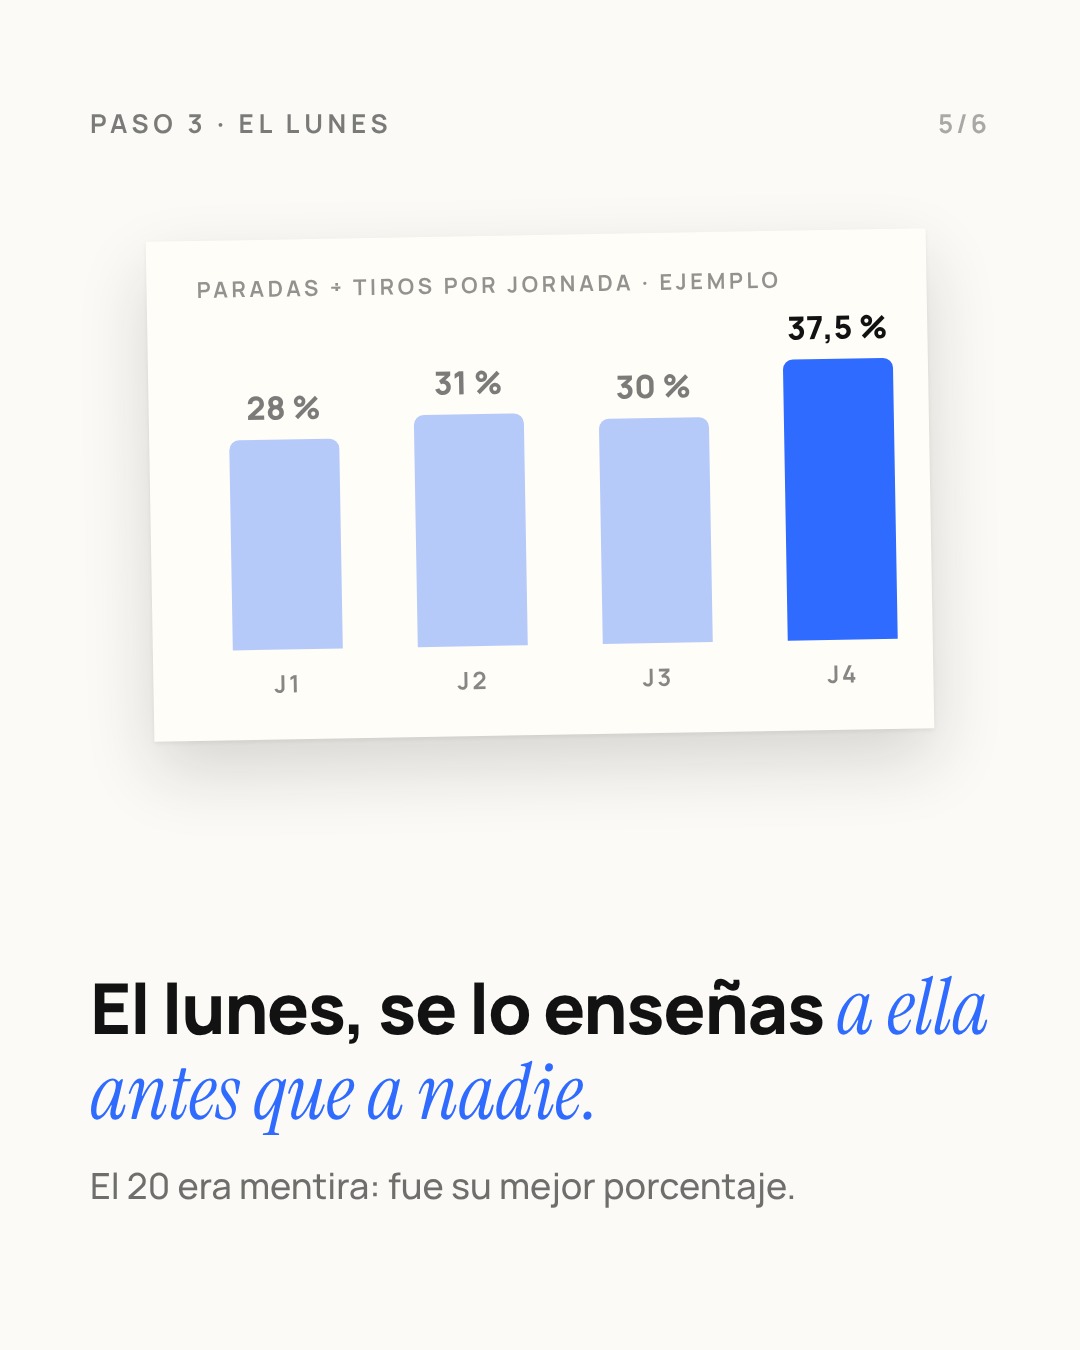 PASO 3 · EL LUNES
5/6
PARADAS ÷ TIROS POR JORNADA · EJEMPLO
28 %
31 %
30 %
37,5 %
J1
J2
J3
J4
El lunes, se lo enseñas a ella
antes que a nadie.
El 20 era mentira: fue su mejor porcentaje.